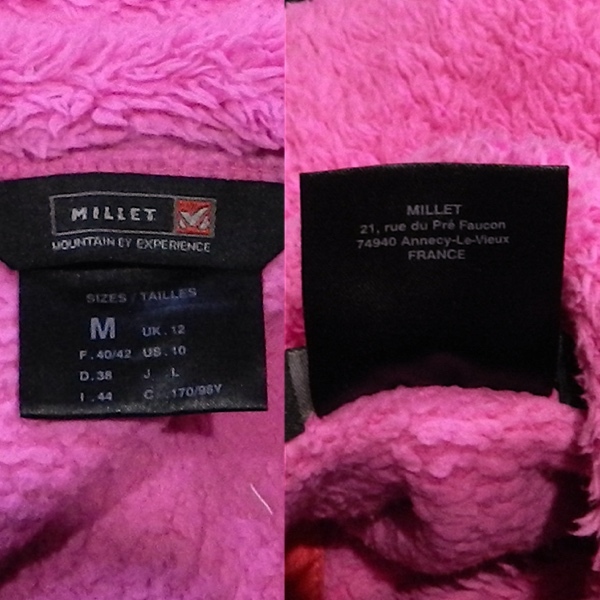 MILLET
MOUNTAIN BY EXPERIENCE
SIZES / TAILLES
M UK . 12
F . 40/42 US . 10
D . 38 J L
I . 44 C . 170/98Y
MILLET
21, rue du Pré Faucon
74940 Annecy-Le-Vieux
FRANCE